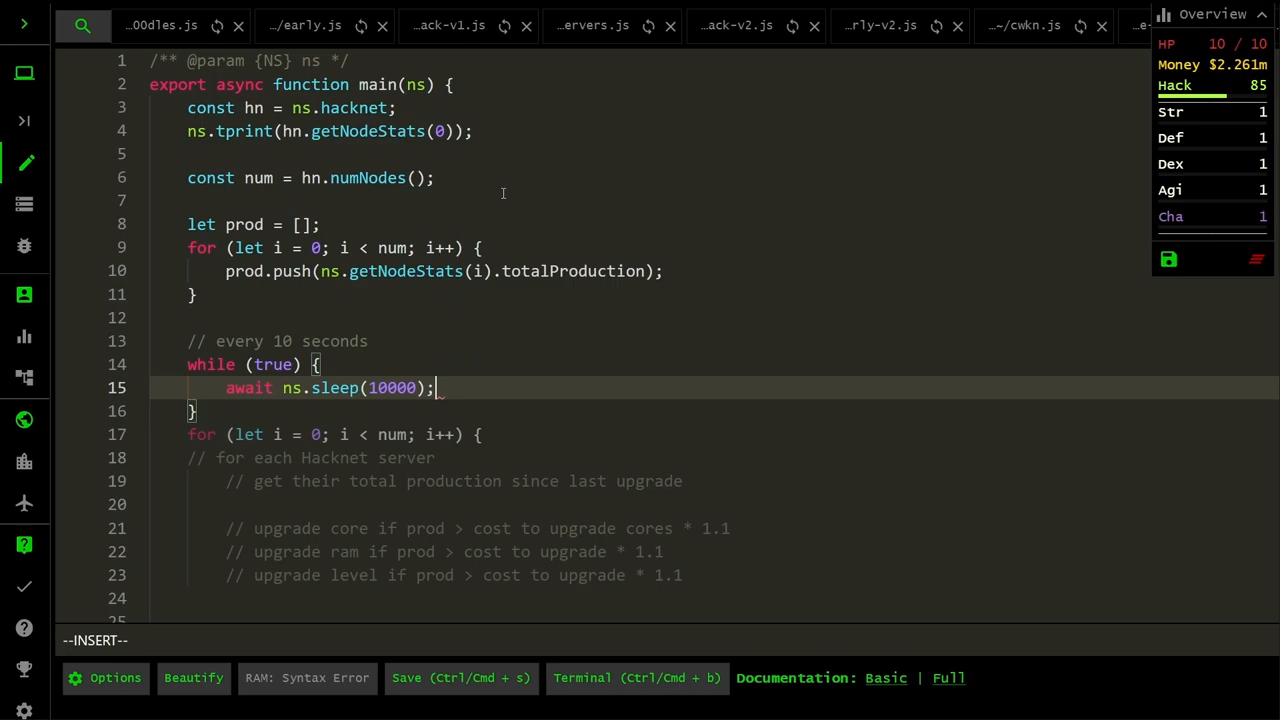 …OOdles.js
…/early.js
…ack-v1.js
…ervers.js
…ack-v2.js
…rly-v2.js
…~/cwkn.js
…e-
Overview
HP 10 / 10
Money $2.261m
Hack 85
Str 1
Def 1
Dex 1
Agi 1
Cha 1
1 /** @param {NS} ns */
2 export async function main(ns) {
3 const hn = ns.hacknet;
4 ns.tprint(hn.getNodeStats(0));
5
6 const num = hn.numNodes();
7
8 let prod = [];
9 for (let i = 0; i < num; i++) {
10 prod.push(ns.getNodeStats(i).totalProduction);
11 }
12
13 // every 10 seconds
14 while (true) {
15 await ns.sleep(10000);
16 }
17 for (let i = 0; i < num; i++) {
18 // for each Hacknet server
19 // get their total production since last upgrade
20
21 // upgrade core if prod > cost to upgrade cores * 1.1
22 // upgrade ram if prod > cost to upgrade * 1.1
23 // upgrade level if prod > cost to upgrade * 1.1
24
25
--INSERT--
Options
Beautify
RAM: Syntax Error
Save (Ctrl/Cmd + s)
Terminal (Ctrl/Cmd + b)
Documentation: Basic | Full